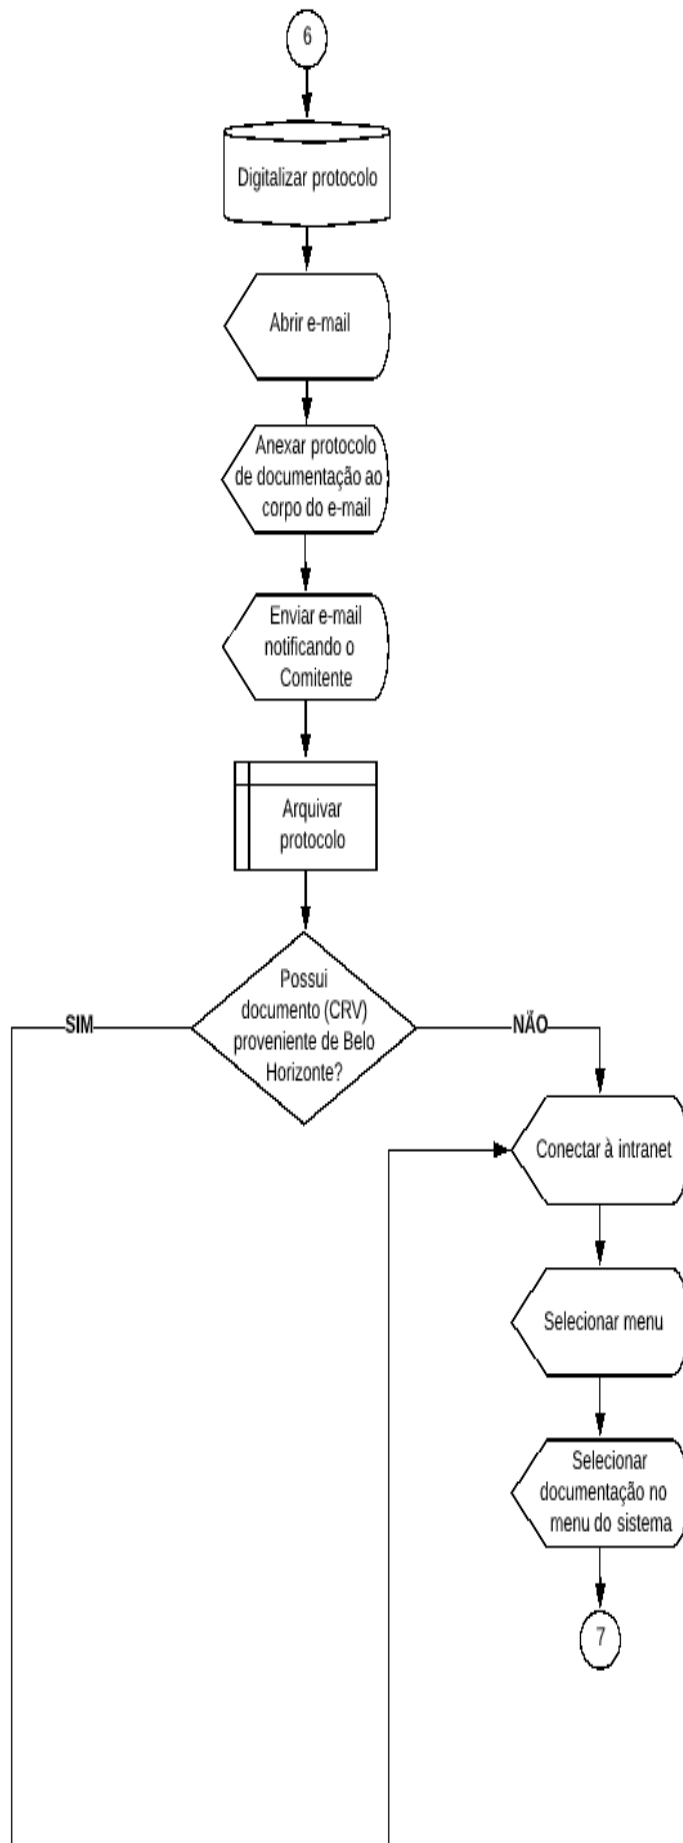 6
Digitalizar protocolo
Abrir e-mail
Anexar protocolo
de documentação ao
corpo do e-mail
Enviar e-mail
notificando o
Comitente
Arquivar
protocolo
Possui
documento (CRV)
proveniente de Belo
Horizonte?
SIM
NÃO
Conectar à intranet
Selecionar menu
Selecionar
documentação no
menu do sistema
7